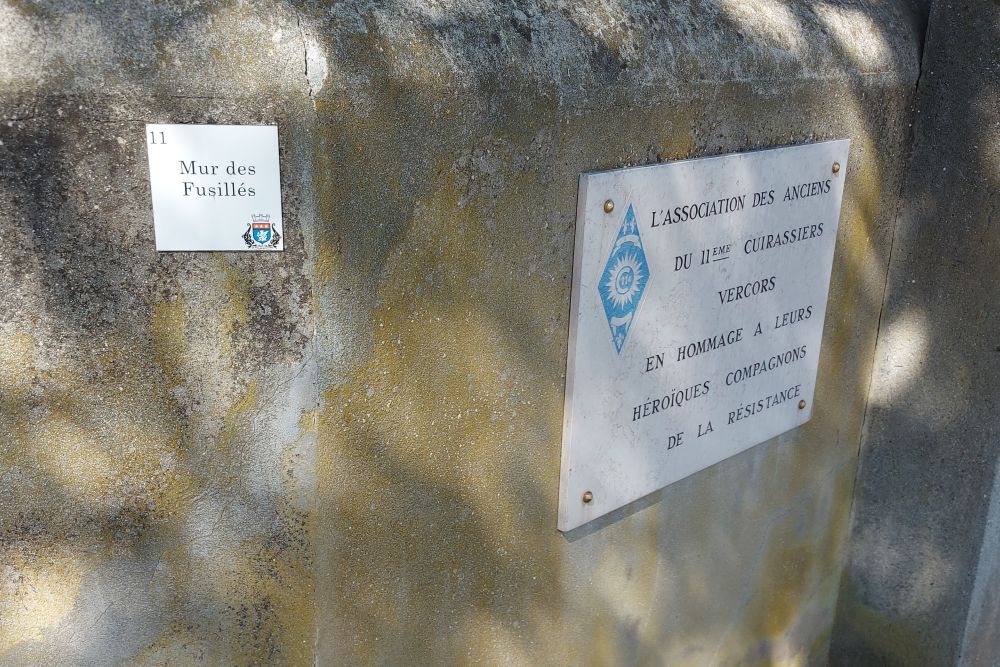 11
Mur des
Fusillés
L'ASSOCIATION DES ANCIENS
DU 11EME CUIRASSIERS
VERCORS
EN HOMMAGE A LEURS
HÉROÏQUES COMPAGNONS
DE LA RÉSISTANCE